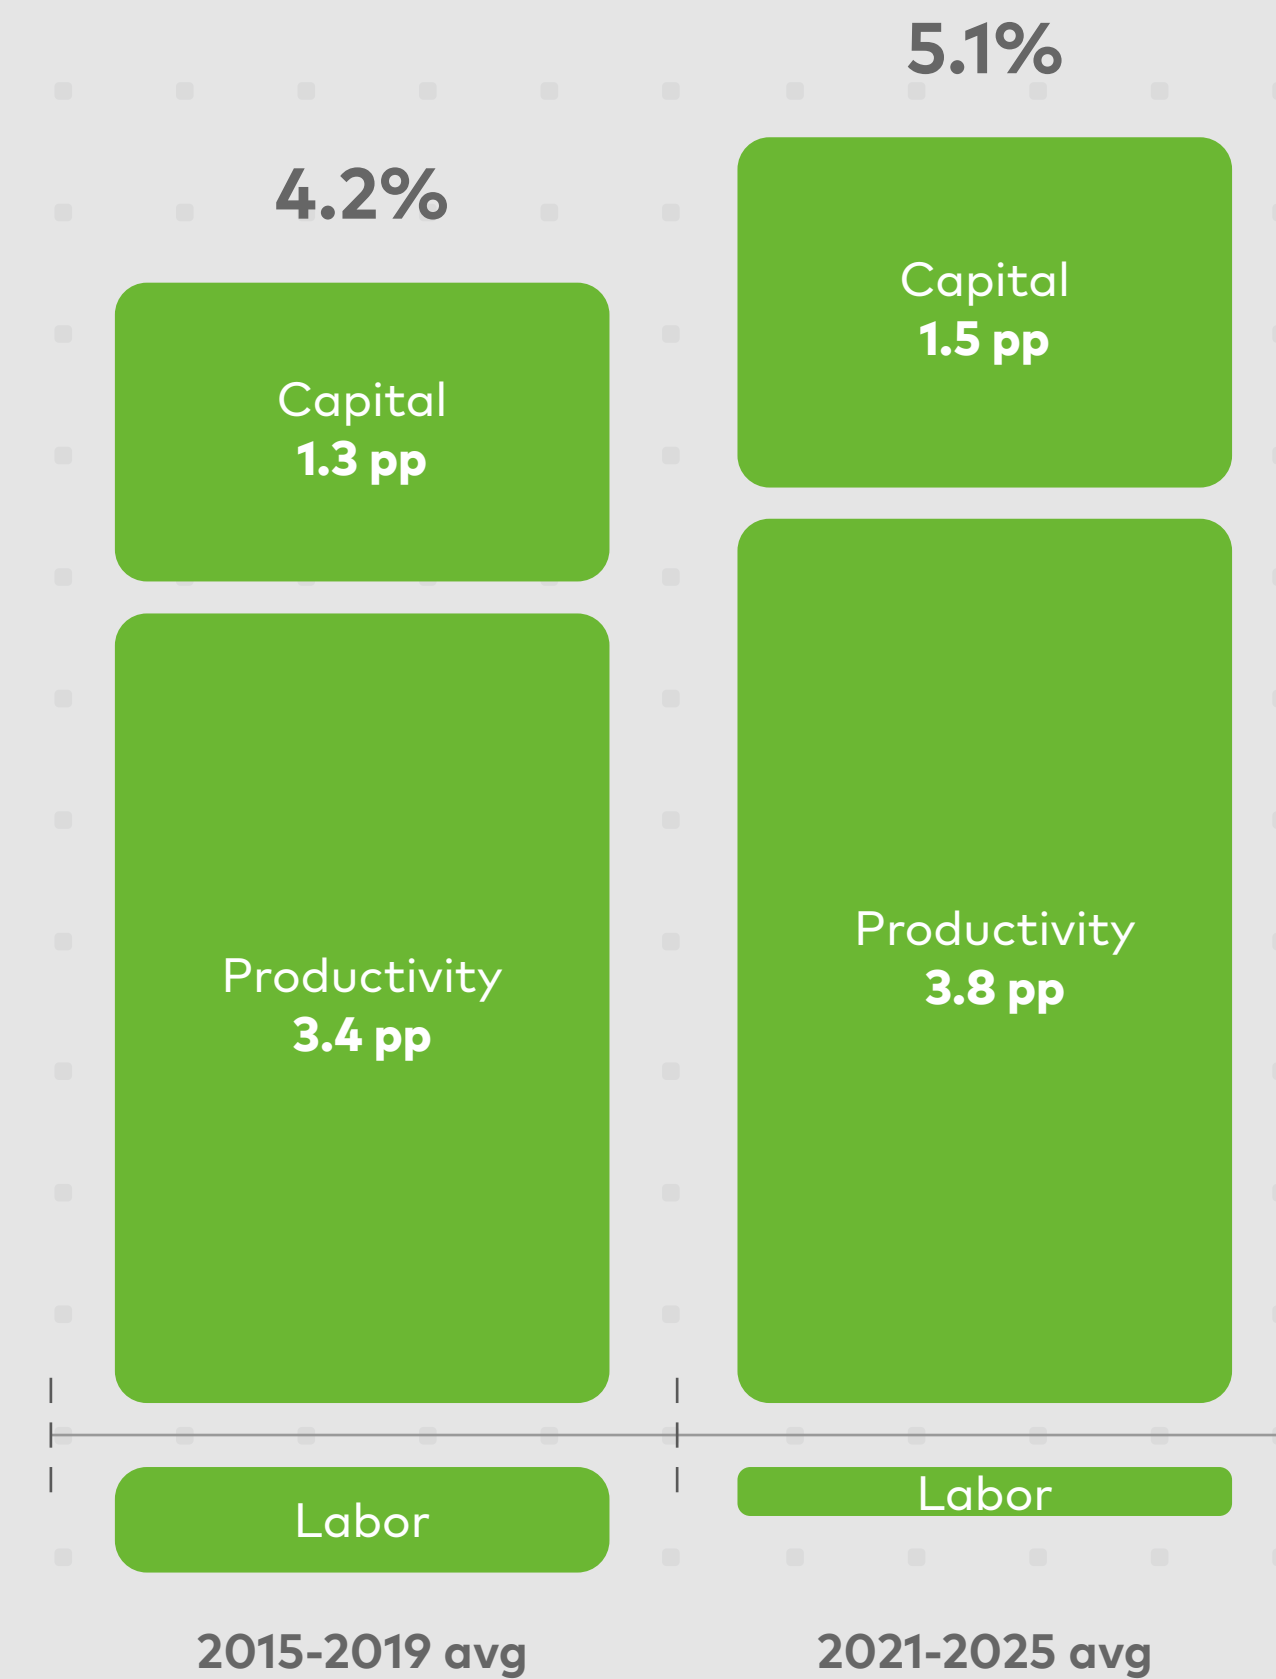 4.2%
Capital
1.3 pp
Productivity
3.4 pp
Labor
2015-2019 avg
5.1%
Capital
1.5 pp
Productivity
3.8 pp
Labor
2021-2025 avg